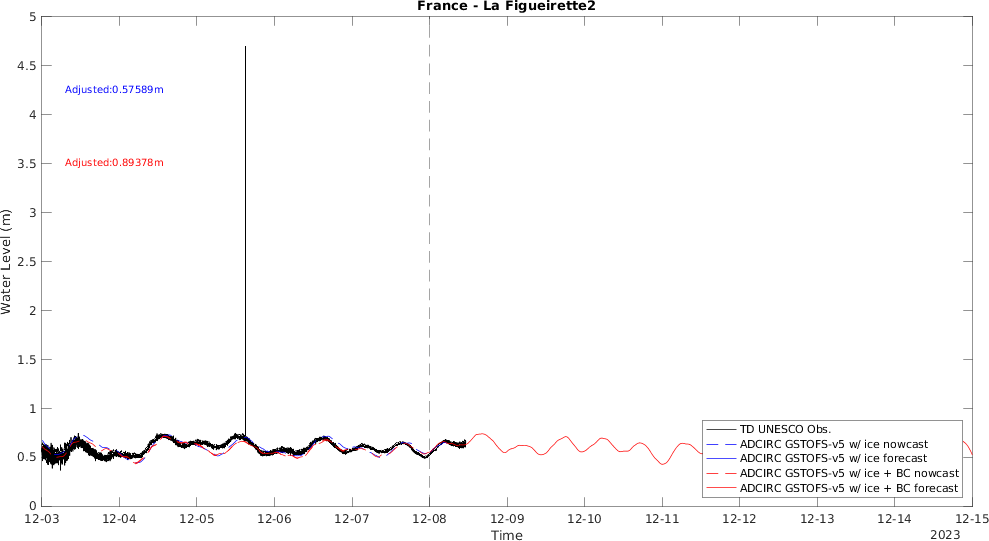 France - La Figueirette2
5
4.5
4
3.5
3
2.5
2
1.5
1
0.5
0
Water Level (m)
Adjusted:0.57589m
Adjusted:0.89378m
TD UNESCO Obs.
ADCIRC GSTOFS-v5 w/ ice nowcast
ADCIRC GSTOFS-v5 w/ ice forecast
ADCIRC GSTOFS-v5 w/ ice + BC nowcast
ADCIRC GSTOFS-v5 w/ ice + BC forecast
12-03 12-04 12-05 12-06 12-07 12-08 12-09 12-10 12-11 12-12 12-13 12-14 12-15
Time
2023